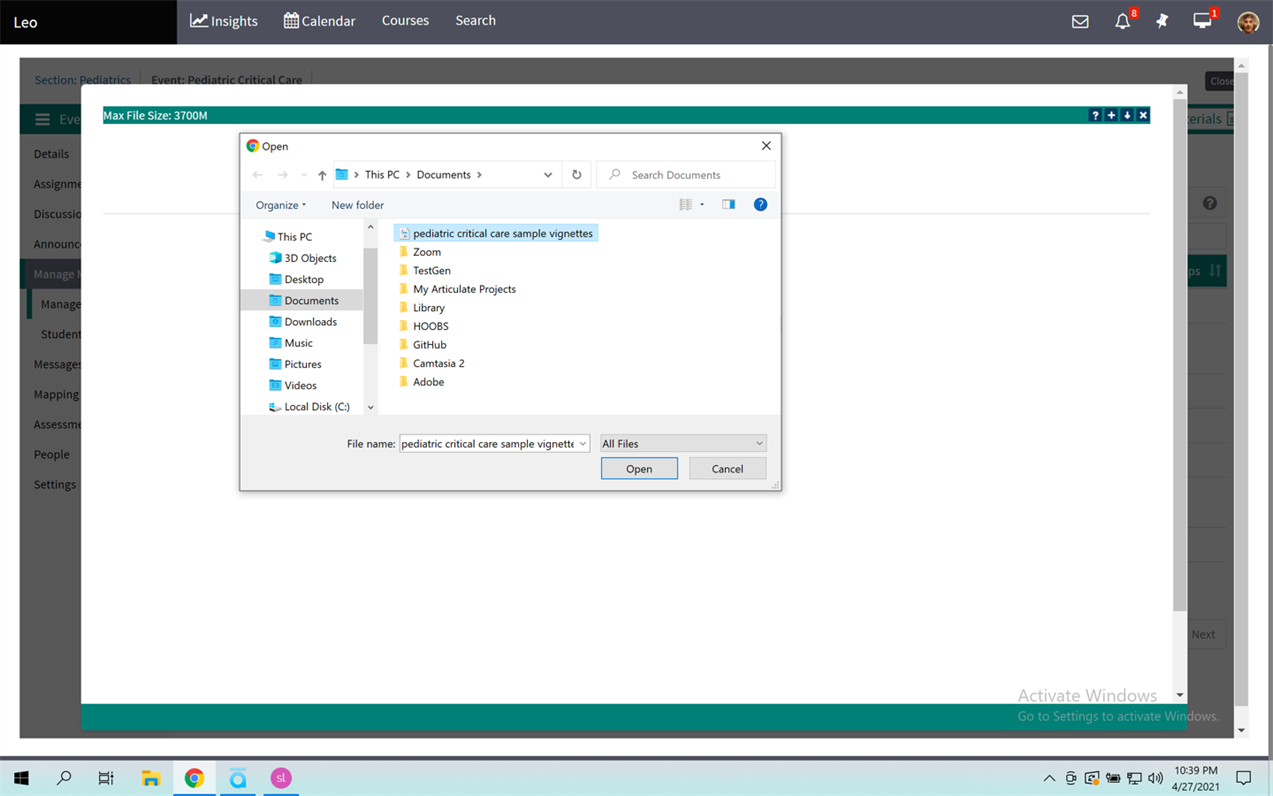 Leo
Insights
Calendar
Courses
Search
8
1
Section: Pediatrics
Event: Pediatric Critical Care
Close
Eve
erials
Max File Size: 3700M
Details
Assignme
Discussio
Announc
Manage M
Manage
Student
Messages
Mapping
Assessme
People
Settings
ps
Next
Open
This PC
Documents
Search Documents
Organize
New folder
This PC
3D Objects
Desktop
Documents
Downloads
Music
Pictures
Videos
Local Disk (C:)
pediatric critical care sample vignettes
Zoom
TestGen
My Articulate Projects
Library
HOOBS
GitHub
Camtasia 2
Adobe
File name:
pediatric critical care sample vignette
All Files
Open
Cancel
Activate Windows
Go to Settings to activate Windows.
sl
10:39 PM
4/27/2021